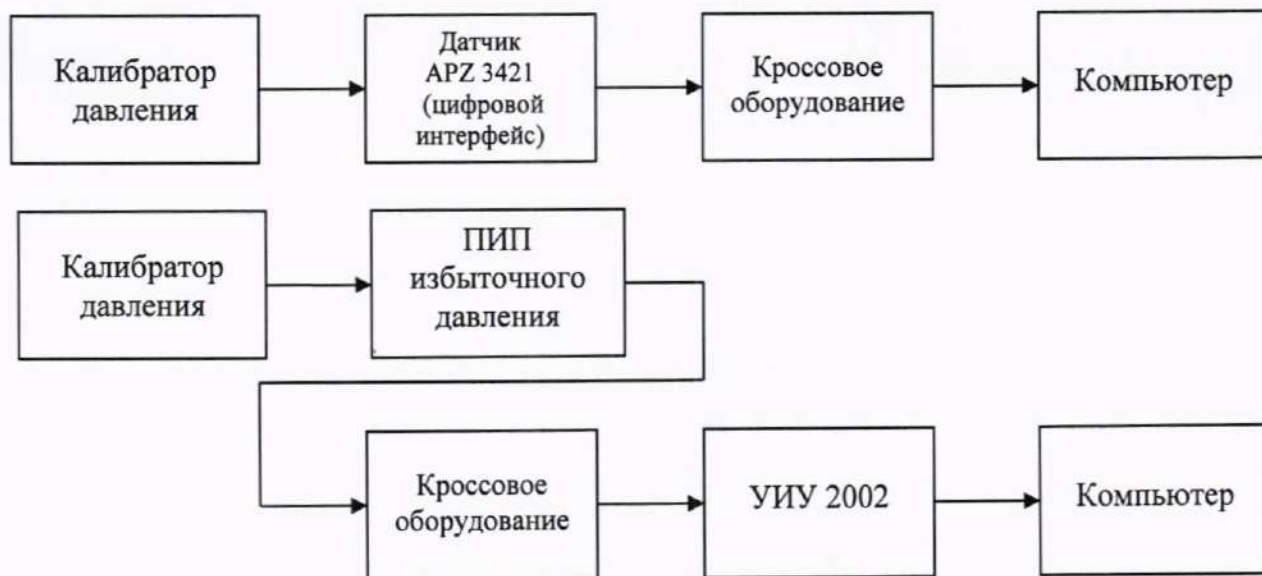 Калибратор
давления
Датчик
APZ 3421
(цифровой
интерфейс)
Кроссовое
оборудование
Компьютер
Калибратор
давления
ПИП
избыточного
давления
Кроссовое
оборудование
УИУ 2002
Компьютер